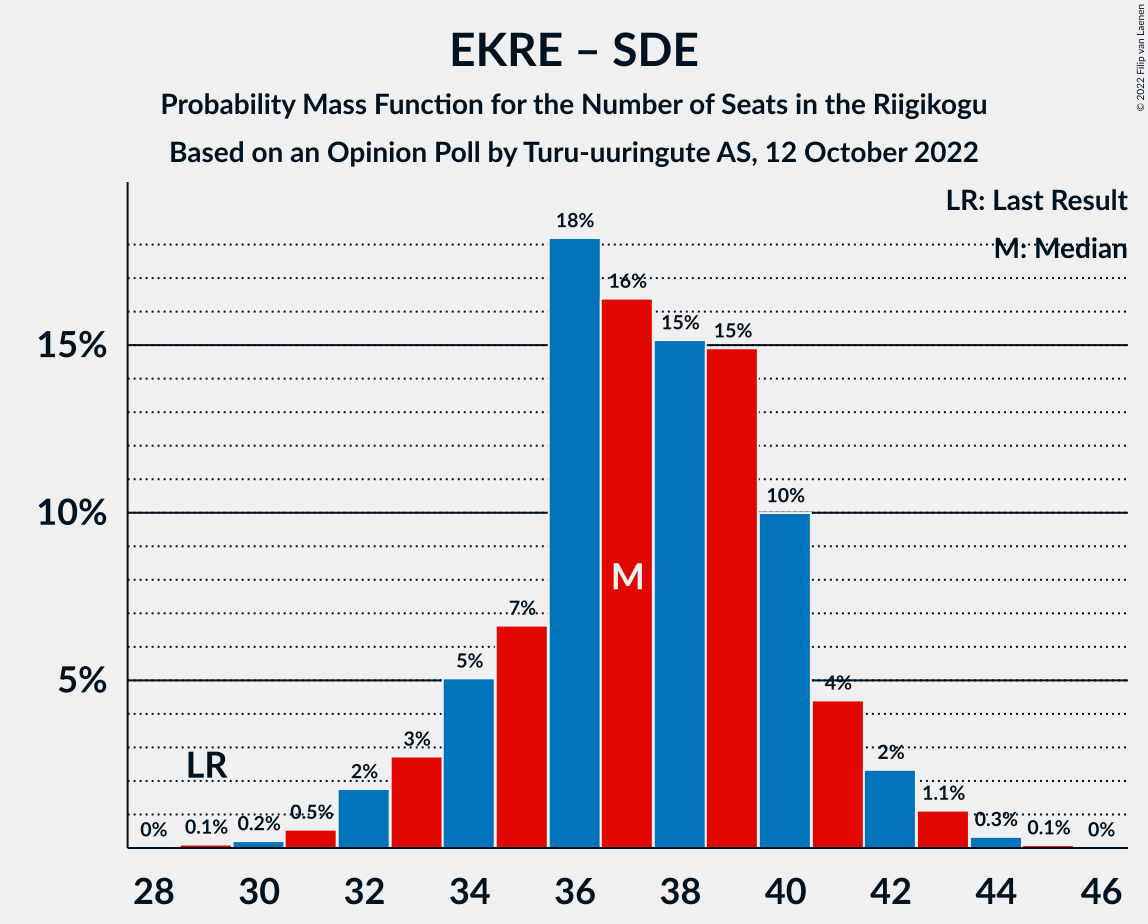 EKRE – SDE
Probability Mass Function for the Number of Seats in the Riigikogu
Based on an Opinion Poll by Turu-uuringute AS, 12 October 2022
© 2022 Filip van Laenen
LR: Last Result
M: Median
15%
10%
5%
0%
0.1%
0.2%
0.5%
2%
3%
5%
7%
18%
16%
15%
15%
10%
4%
2%
1.1%
0.3%
0.1%
0%
LR
M
28 30 32 34 36 38 40 42 44 46